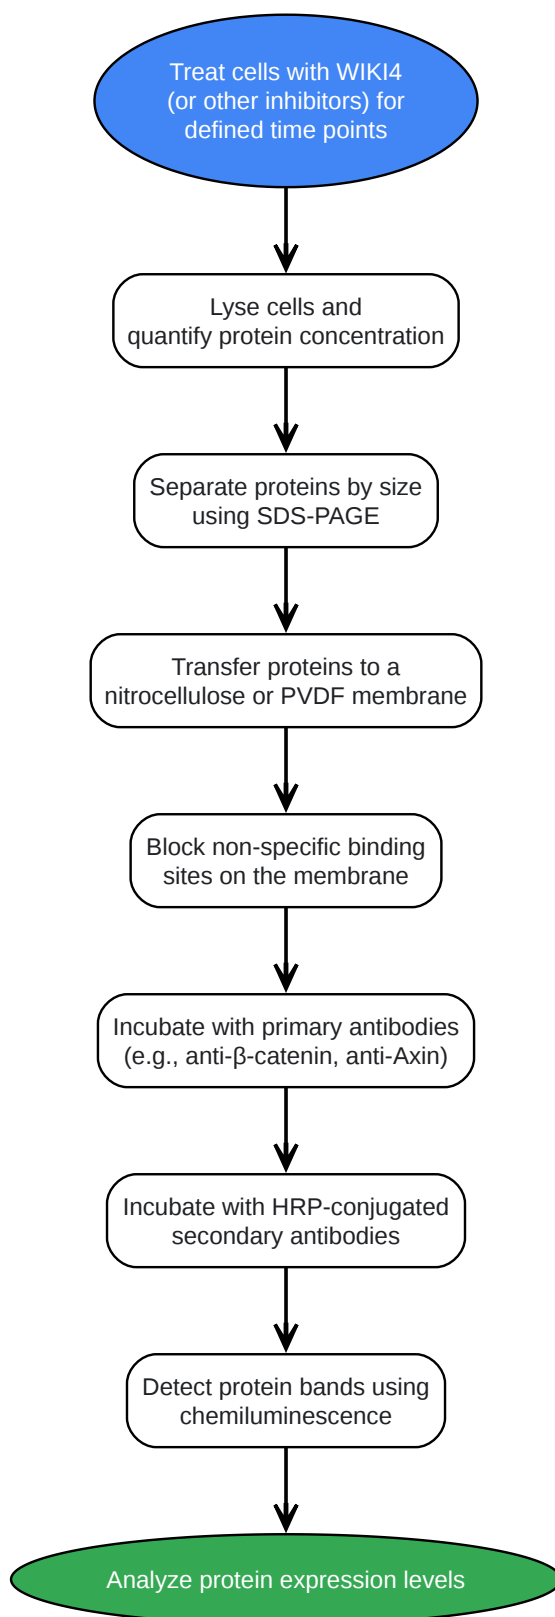 Treat cells with WIKI4
(or other inhibitors) for
defined time points
Lyse cells and
quantify protein concentration
Separate proteins by size
using SDS-PAGE
Transfer proteins to a
nitrocellulose or PVDF membrane
Block non-specific binding
sites on the membrane
Incubate with primary antibodies
(e.g., anti-β-catenin, anti-Axin)
Incubate with HRP-conjugated
secondary antibodies
Detect protein bands using
chemiluminescence
Analyze protein expression levels